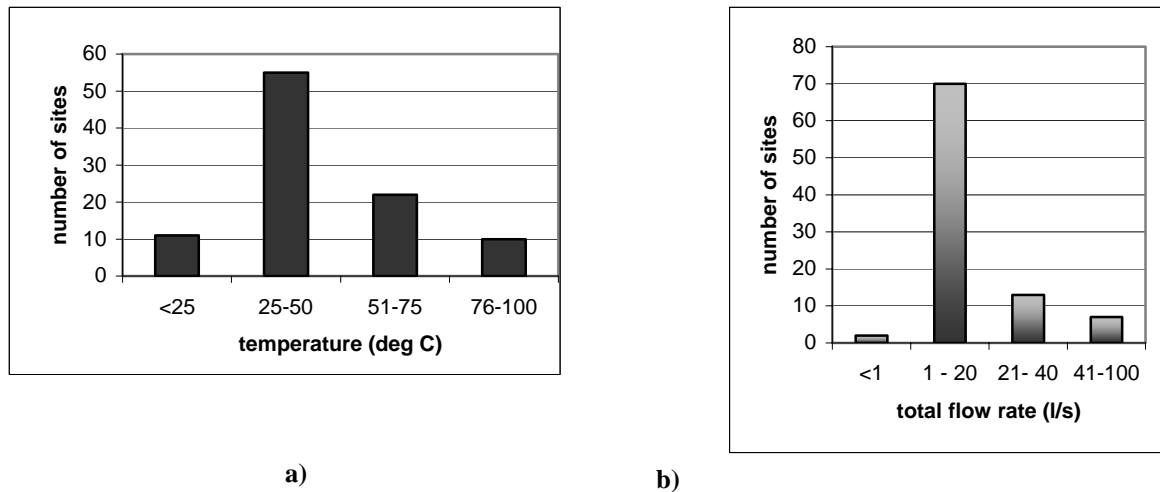 60
50
40
30
20
10
0
<25 25-50 51-75 76-100
temperature (deg C)
number of sites
a)
80
70
60
50
40
30
20
10
0
<1 1 - 20 21- 40 41-100
total flow rate (l/s)
number of sites
b)